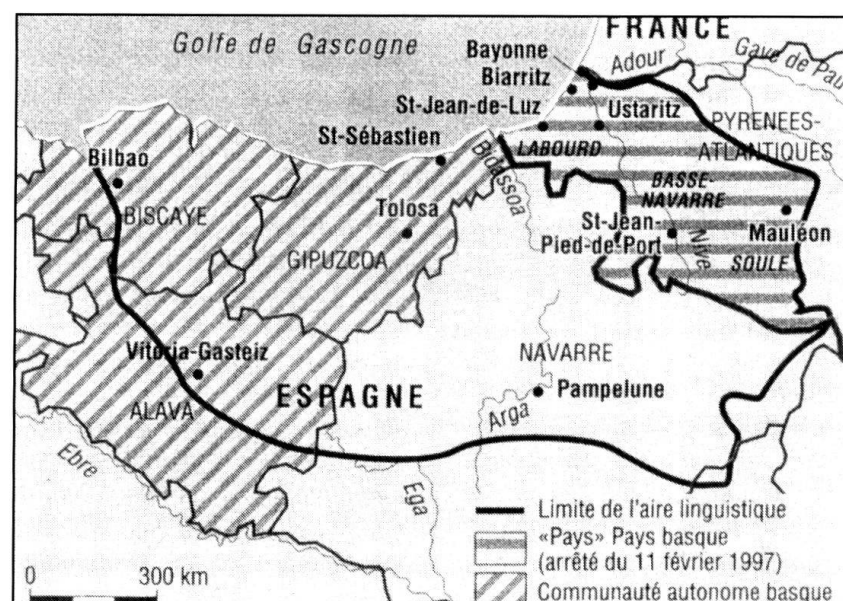 FRANCE
Golfe de Gascogne
Bayonne
Biarritz
Adour
Gave de Pau
St-Jean-de-Luz
Ustaritz
PYRENEES-
ATLANTIQUES
St-Sébastien
LABOURD
Bidassoa
Bilbao
BISCAYE
Tolosa
GIPUZCOA
BASSE-
NAVARRE
St-Jean-
Pied-de-Port
Nive
Mauléon
SOULE
Vitoria-Gasteiz
ALAVA
ESPAGNE
NAVARRE
Pampelune
Arga
Ebre
Ega
Limite de l'aire linguistique
«Pays» Pays basque
(arrêté du 11 février 1997)
Communauté autonome basque
0 300 km